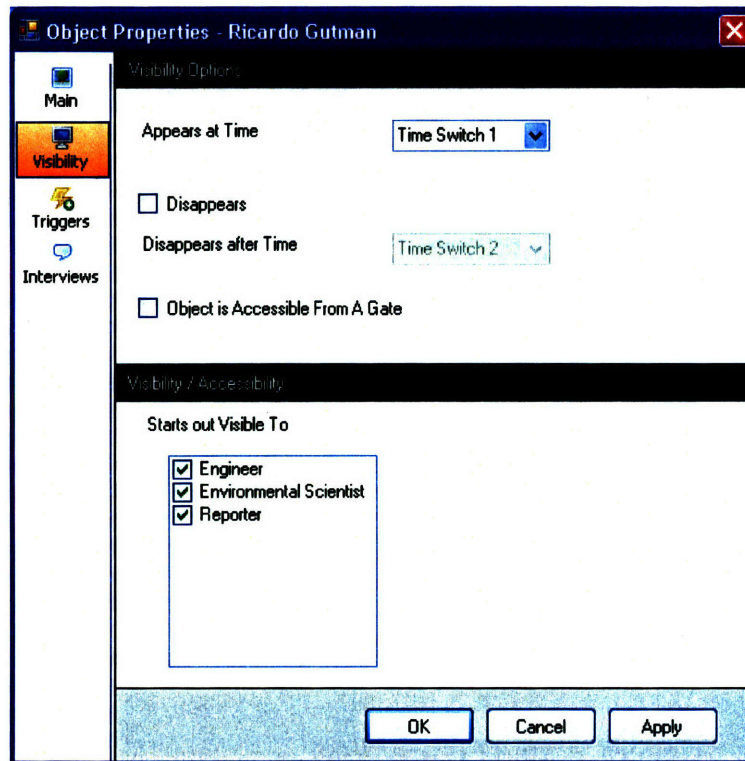 Object Properties - Ricardo Gutman
Main
Visibility
Triggers
Interviews
Visibility Options
Appears at Time
Time Switch 1
Disappears
Disappears after Time
Time Switch 2
Object is Accessible From A Gate
Visibility / Accessibility
Starts out Visible To
Engineer
Environmental Scientist
Reporter
OK
Cancel
Apply